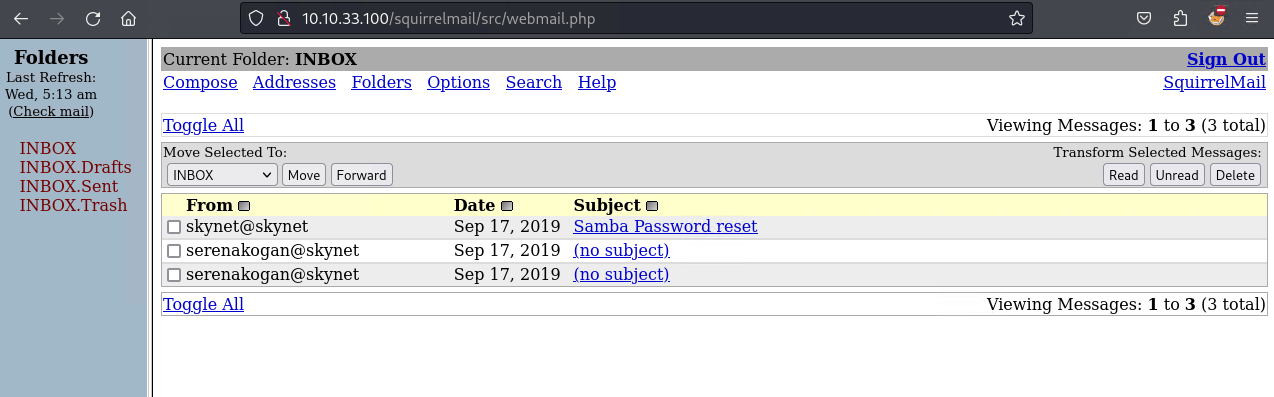 10.10.33.100/squirrelmail/src/webmail.php
Folders
Last Refresh:
Wed, 5:13 am
(Check mail)
INBOX
INBOX.Drafts
INBOX.Sent
INBOX.Trash
Current Folder: INBOX Sign Out
Compose Addresses Folders Options Search Help SquirrelMail
Toggle All Viewing Messages: 1 to 3 (3 total)
Move Selected To: Transform Selected Messages:
INBOX Move Forward Read Unread Delete
From Date Subject
skynet@skynet Sep 17, 2019 Samba Password reset
serenakogan@skynet Sep 17, 2019 (no subject)
serenakogan@skynet Sep 17, 2019 (no subject)
Toggle All Viewing Messages: 1 to 3 (3 total)